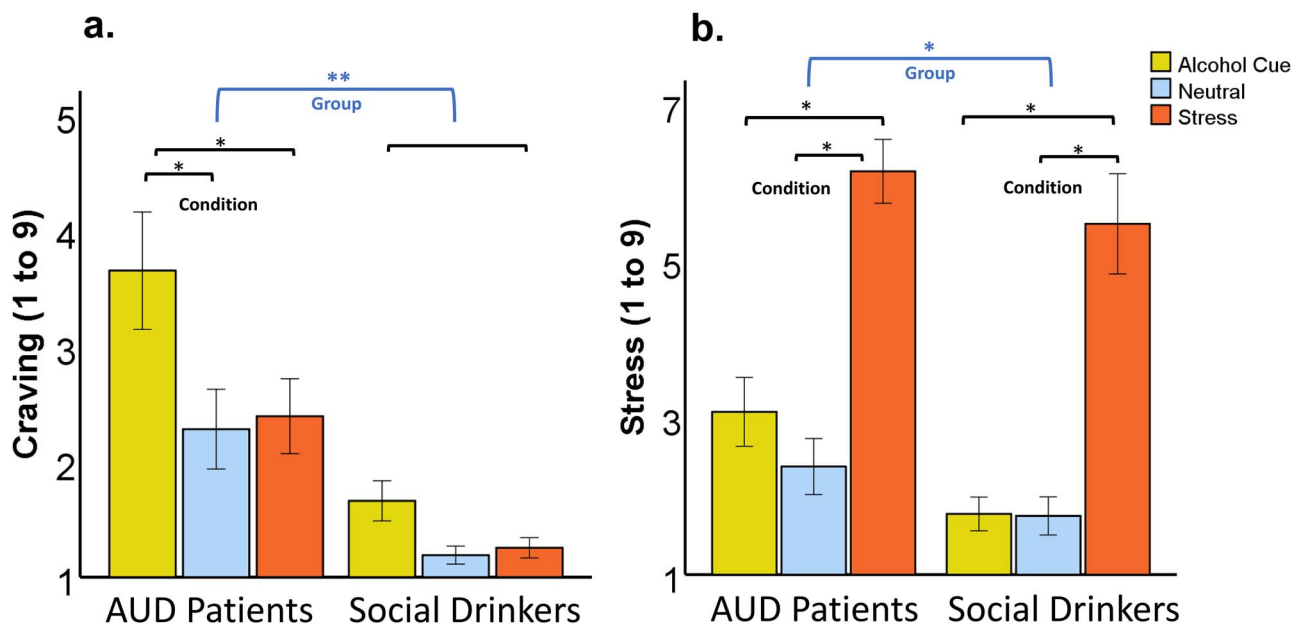 a.
**
Group
*
*
Condition
5
4
3
2
1
Craving (1 to 9)
AUD Patients
Social Drinkers
b.
*
Group
*
*
*
*
Condition
Condition
7
5
3
1
Stress (1 to 9)
AUD Patients
Social Drinkers
Alcohol Cue
Neutral
Stress